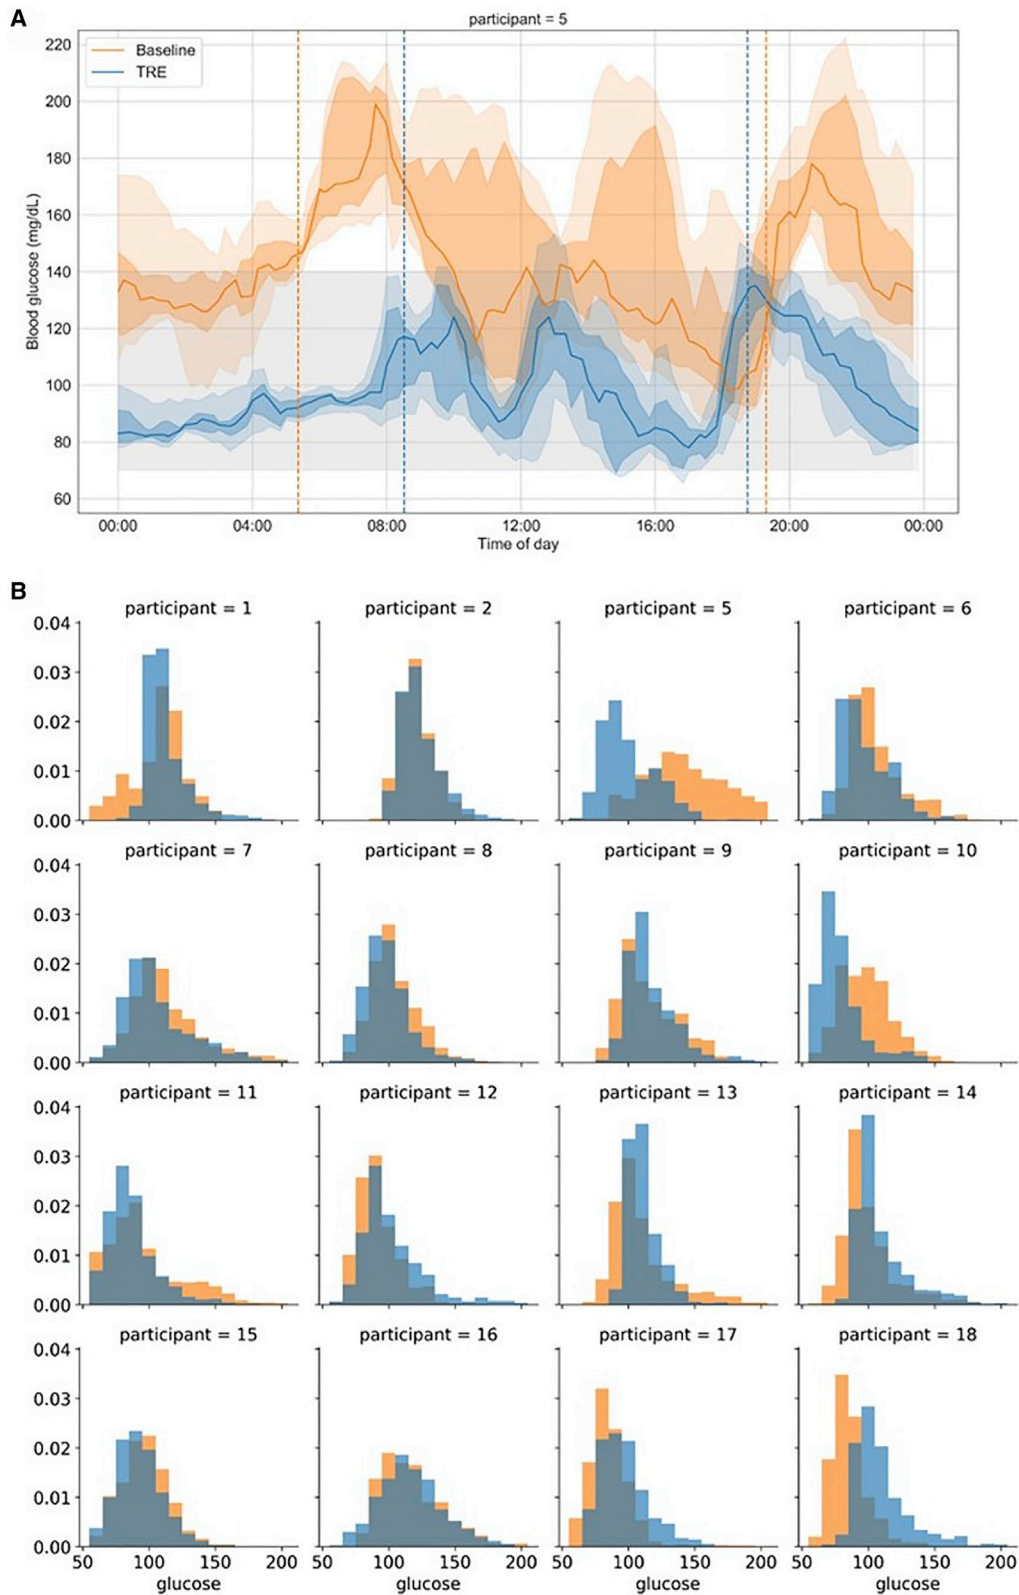 A
participant = 5
Baseline
TRE
220
200
180
160
140
120
100
80
60
Blood glucose (mg/dL)
00:00 04:00 08:00 12:00 16:00 20:00 00:00
Time of day
B
participant = 1 participant = 2 participant = 5 participant = 6
0.04
0.03
0.02
0.01
0.00
participant = 7 participant = 8 participant = 9 participant = 10
0.04
0.03
0.02
0.01
0.00
participant = 11 participant = 12 participant = 13 participant = 14
0.04
0.03
0.02
0.01
0.00
participant = 15 participant = 16 participant = 17 participant = 18
0.04
0.03
0.02
0.01
0.00
50 100 150 200 50 100 150 200 50 100 150 200 50 100 150 200
glucose glucose glucose glucose